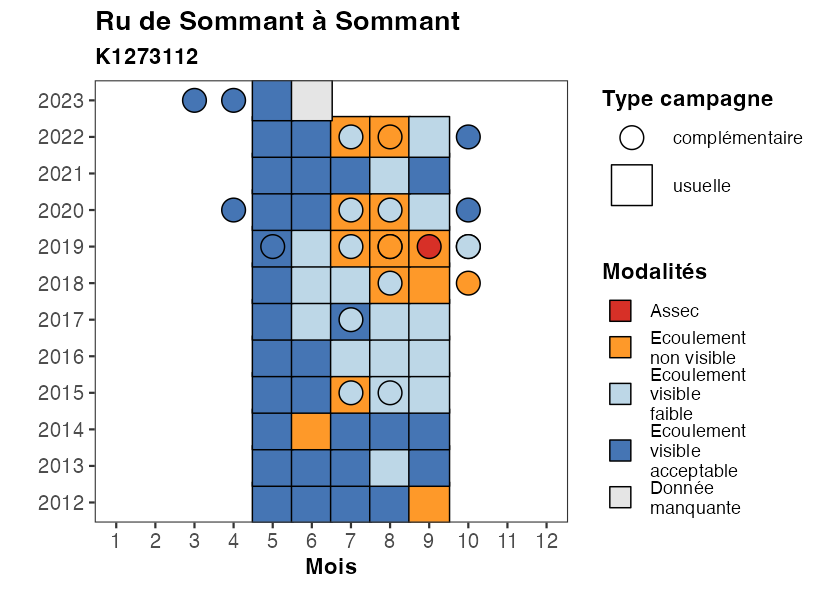 Ru de Sommant à Sommant
K1273112
2023
2022
2021
2020
2019
2018
2017
2016
2015
2014
2013
2012
1 2 3 4 5 6 7 8 9 10 11 12
Mois
Type campagne
complémentaire
usuelle
Modalités
Assec
Ecoulement
non visible
Ecoulement
visible
faible
Ecoulement
visible
acceptable
Donnée
manquante